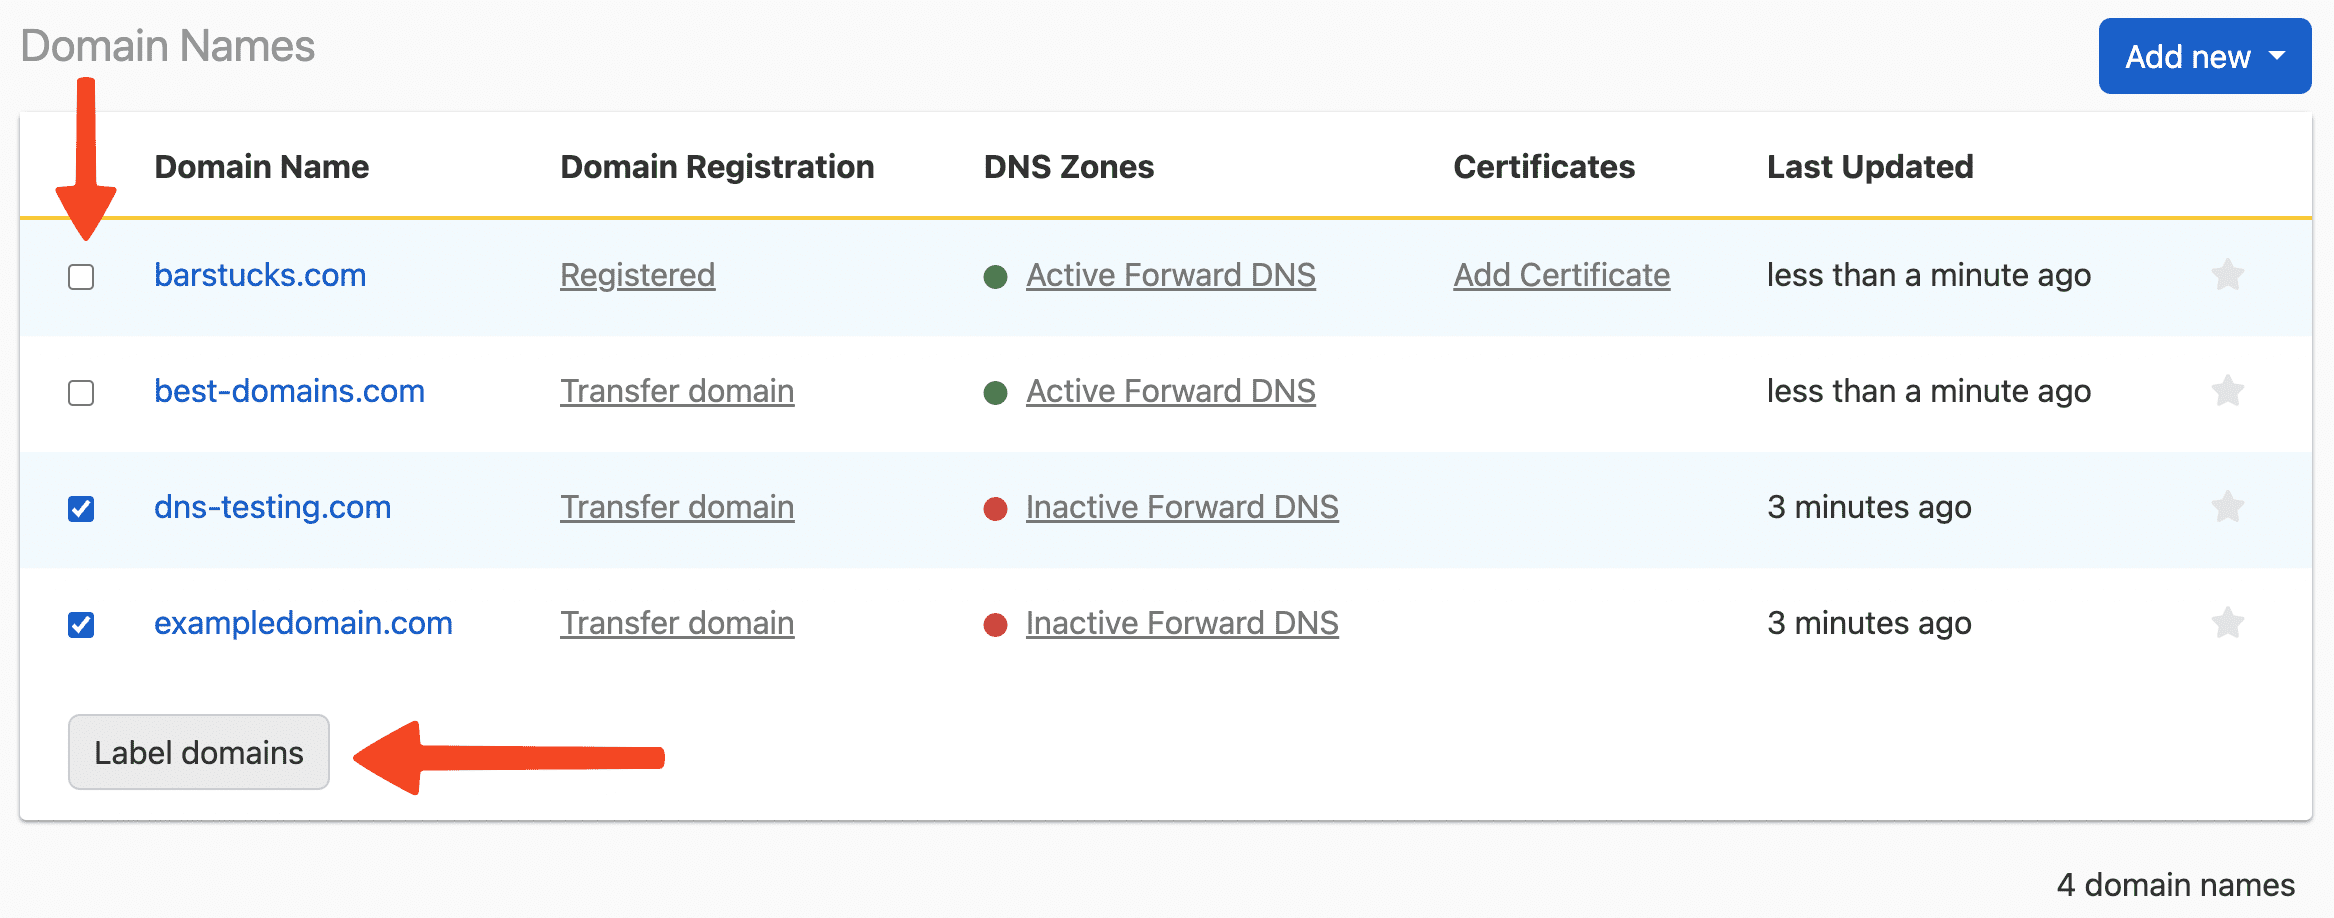 Domain Names
Add new
Domain Name Domain Registration DNS Zones Certificates Last Updated
barstucks.com Registered Active Forward DNS Add Certificate less than a minute ago
best-domains.com Transfer domain Active Forward DNS less than a minute ago
dns-testing.com Transfer domain Inactive Forward DNS 3 minutes ago
exampledomain.com Transfer domain Inactive Forward DNS 3 minutes ago
Label domains
4 domain names